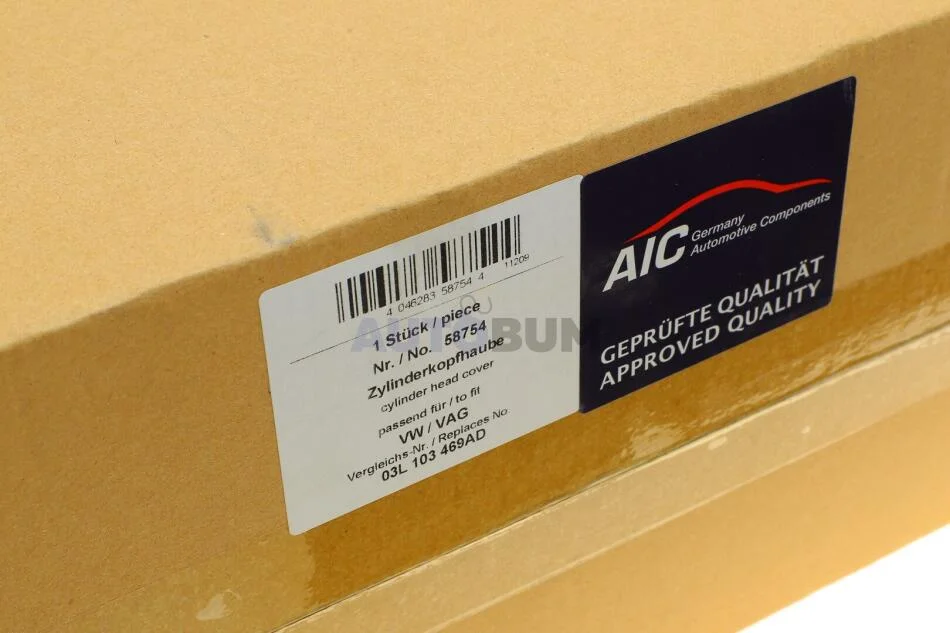 4 046283 58754 4
11209
1 Stück / piece
Nr. / No. 58754
Zylinderkopfhaube
cylinder head cover
passend für / to fit
VW / VAG
Vergleichs-Nr. / Replaces No.
03L 103 469AD
AIC Germany
Automotive Components
GEPRÜFTE QUALITÄT
APPROVED QUALITY
AUTOBUM